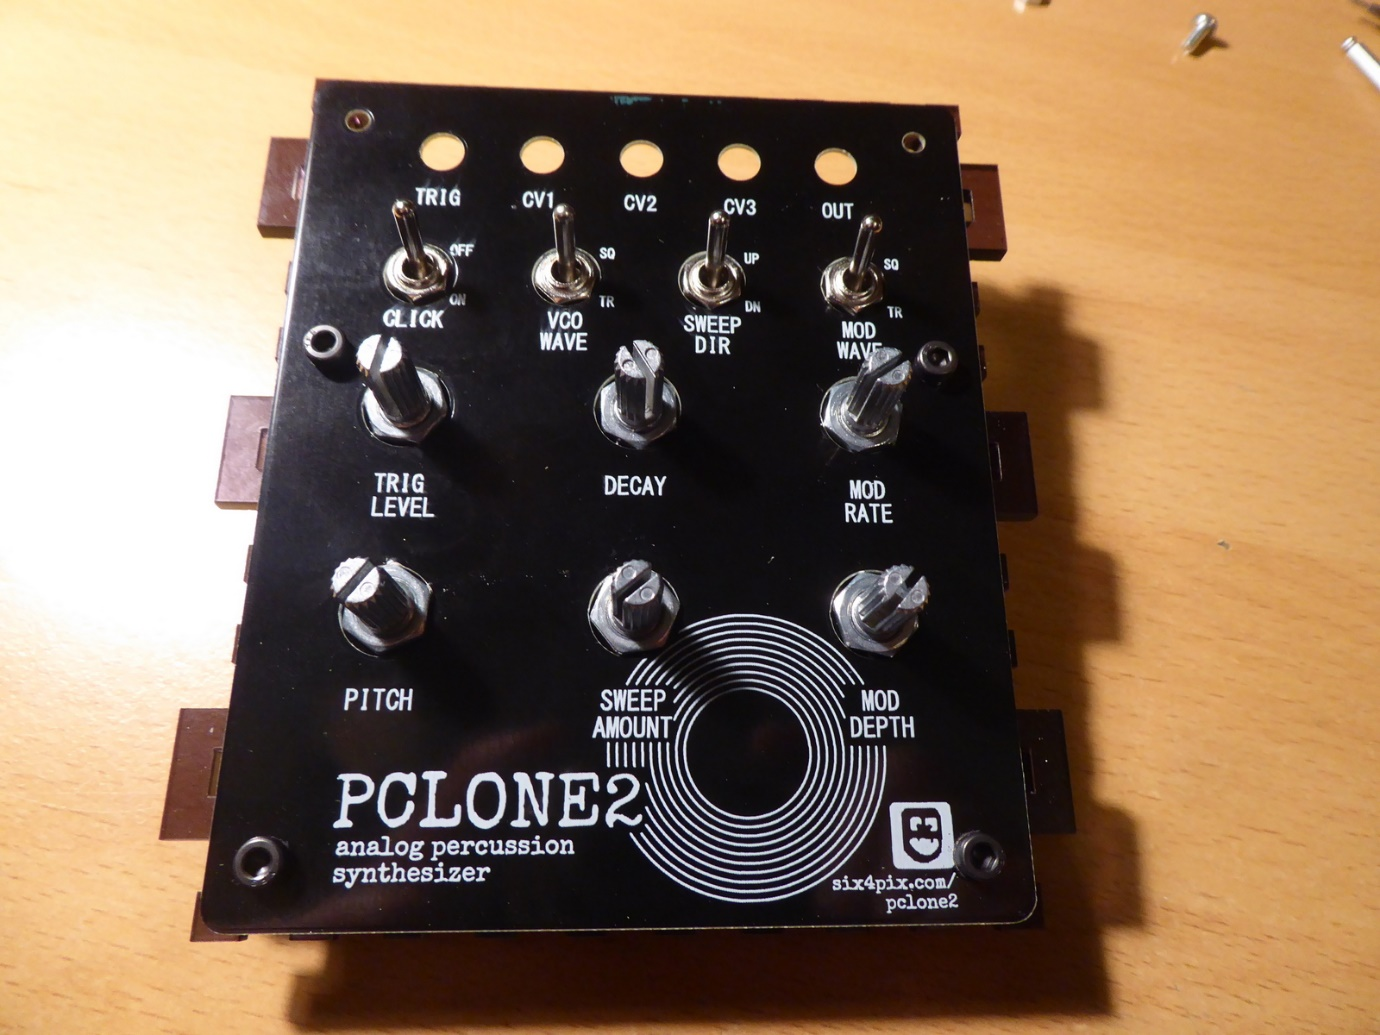 TRIG CV1 CV2 CV3 OUT
OFF SQ UP SQ
ON TR DN TR
CLICK VCO WAVE SWEEP DIR MOD WAVE
TRIG LEVEL
DECAY
MOD RATE
PITCH
SWEEP AMOUNT
MOD DEPTH
PCLONE2
analog percussion
synthesizer
six4pix.com/
pclone2